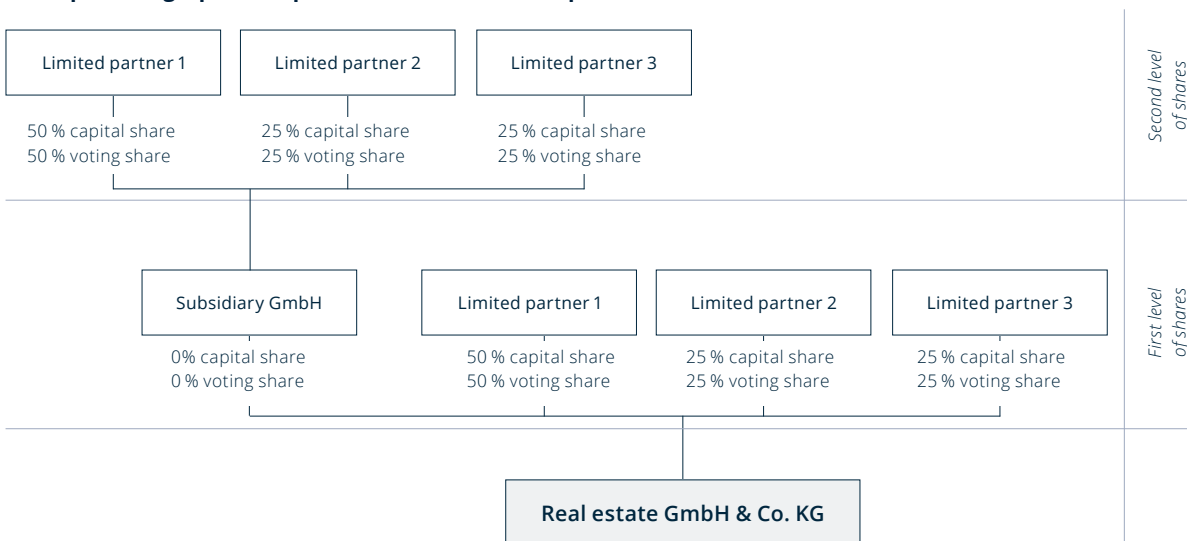 Limited partner 1
Limited partner 2
Limited partner 3
50 % capital share
50 % voting share
25 % capital share
25 % voting share
25 % capital share
25 % voting share
Second level
of shares
Subsidiary GmbH
Limited partner 1
Limited partner 2
Limited partner 3
0% capital share
0 % voting share
50 % capital share
50 % voting share
25 % capital share
25 % voting share
25 % capital share
25 % voting share
First level
of shares
Real estate GmbH & Co. KG